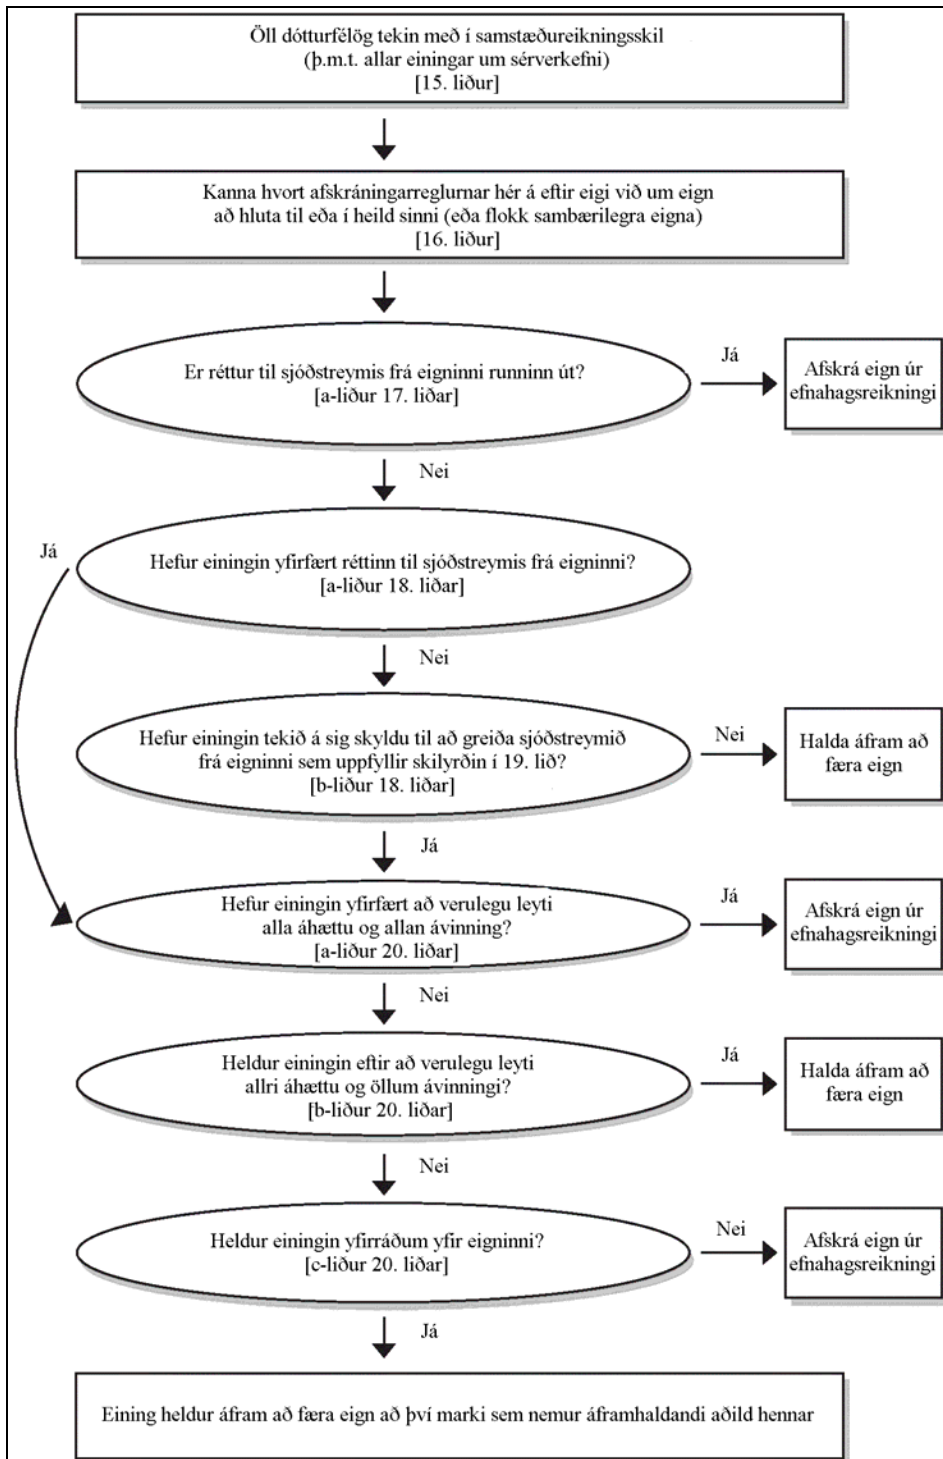 Öll dótturfélög tekin með í samstæðureikningsskil
(þ.m.t. allar einingar um sérverkefni)
[15. liður]
Kanna hvort afskráningarreglurnar hér á eftir eigi við um eign
að hluta til eða í heild sinni (eða flokk sambærilegra eigna)
[16. liður]
Er réttur til sjóðstreymis frá eigninni runninn út?
[a-liður 17. liðar]
Já
Afskrá eign úr
efnahagsreikningi
Nei
Já
Hefur einingin yfirfært réttinn til sjóðstreymis frá eigninni?
[a-liður 18. liðar]
Nei
Hefur einingin tekið á sig skyldu til að greiða sjóðstreymið
frá eigninni sem uppfyllir skilyrðin í 19. lið?
[b-liður 18. liðar]
Nei
Halda áfram að
færa eign
Já
Hefur einingin yfirfært að verulegu leyti
alla áhættu og allan ávinning?
[a-liður 20. liðar]
Já
Afskrá eign úr
efnahagsreikningi
Nei
Heldur einingin eftir að verulegu leyti
allri áhættu og öllum ávinningi?
[b-liður 20. liðar]
Já
Halda áfram að
færa eign
Nei
Heldur einingin yfirráðum yfir eigninni?
[c-liður 20. liðar]
Nei
Afskrá eign úr
efnahagsreikningi
Já
Eining heldur áfram að færa eign að því marki sem nemur áframhaldandi aðild hennar